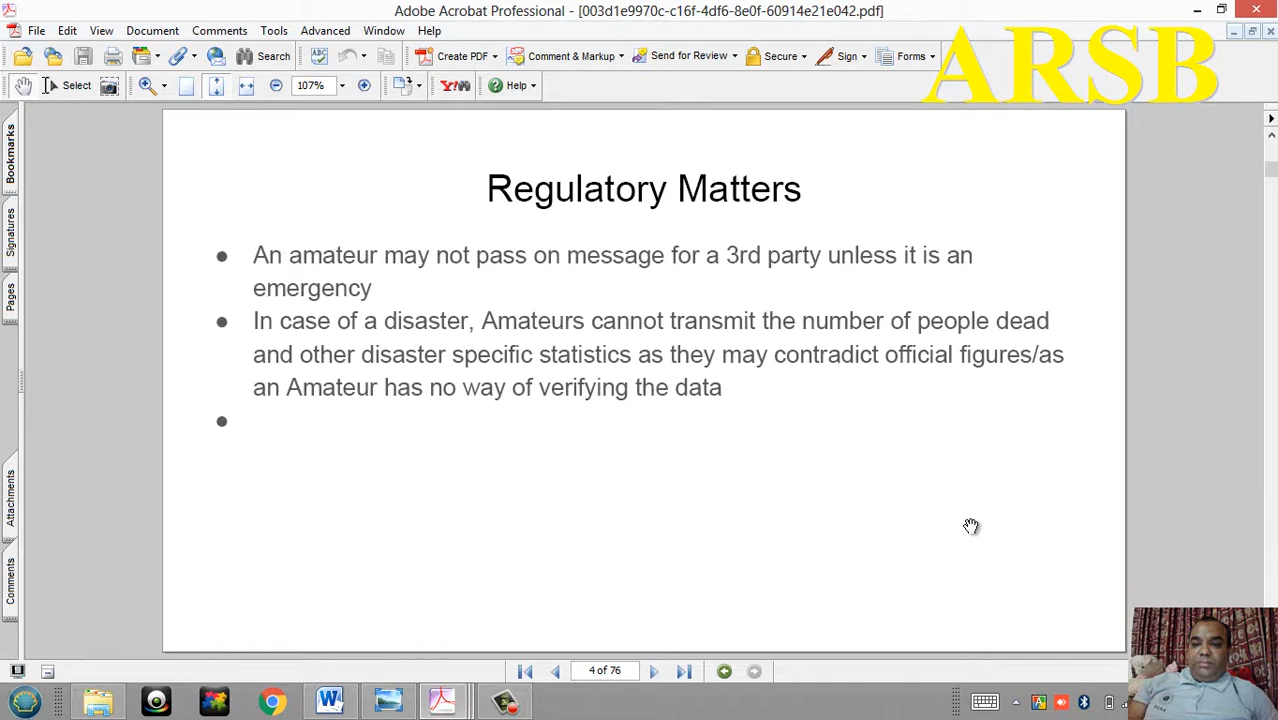 Adobe Acrobat Professional - [003d1e9970c-c16f-4df6-8e0f-60914e21e042.pdf]
File Edit View Document Comments Tools Advanced Window Help
ARSB
Search Create PDF Comment & Markup Send for Review Secure Sign Forms
Select 107% Y! Help
Bookmarks
Signatures
Pages
Attachments
Comments
Regulatory Matters
● An amateur may not pass on message for a 3rd party unless it is an
emergency
● In case of a disaster, Amateurs cannot transmit the number of people dead
and other disaster specific statistics as they may contradict official figures/as
an Amateur has no way of verifying the data
●
4 of 76